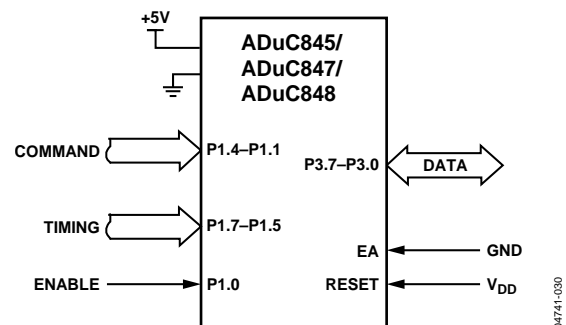 +5V
ADuC845/
ADuC847/
ADuC848
COMMAND
P1.4–P1.1
P3.7–P3.0
DATA
TIMING
P1.7–P1.5
EA
GND
ENABLE
P1.0
RESET
VDD
04741-030